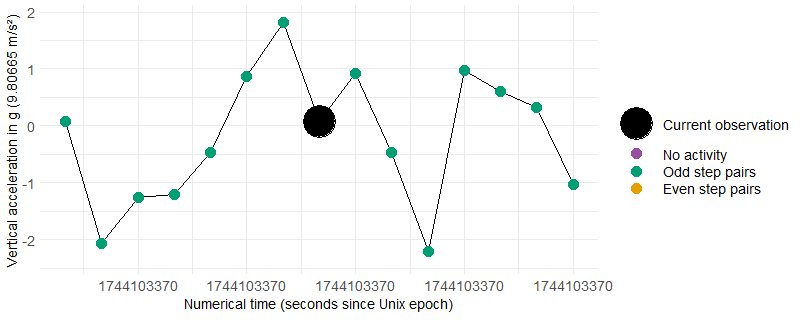 Vertical acceleration in g (9.80665 m/s²)
2
1
0
-1
-2
1744103370 1744103370 1744103370 1744103370 1744103370
Numerical time (seconds since Unix epoch)
Current observation
No activity
Odd step pairs
Even step pairs